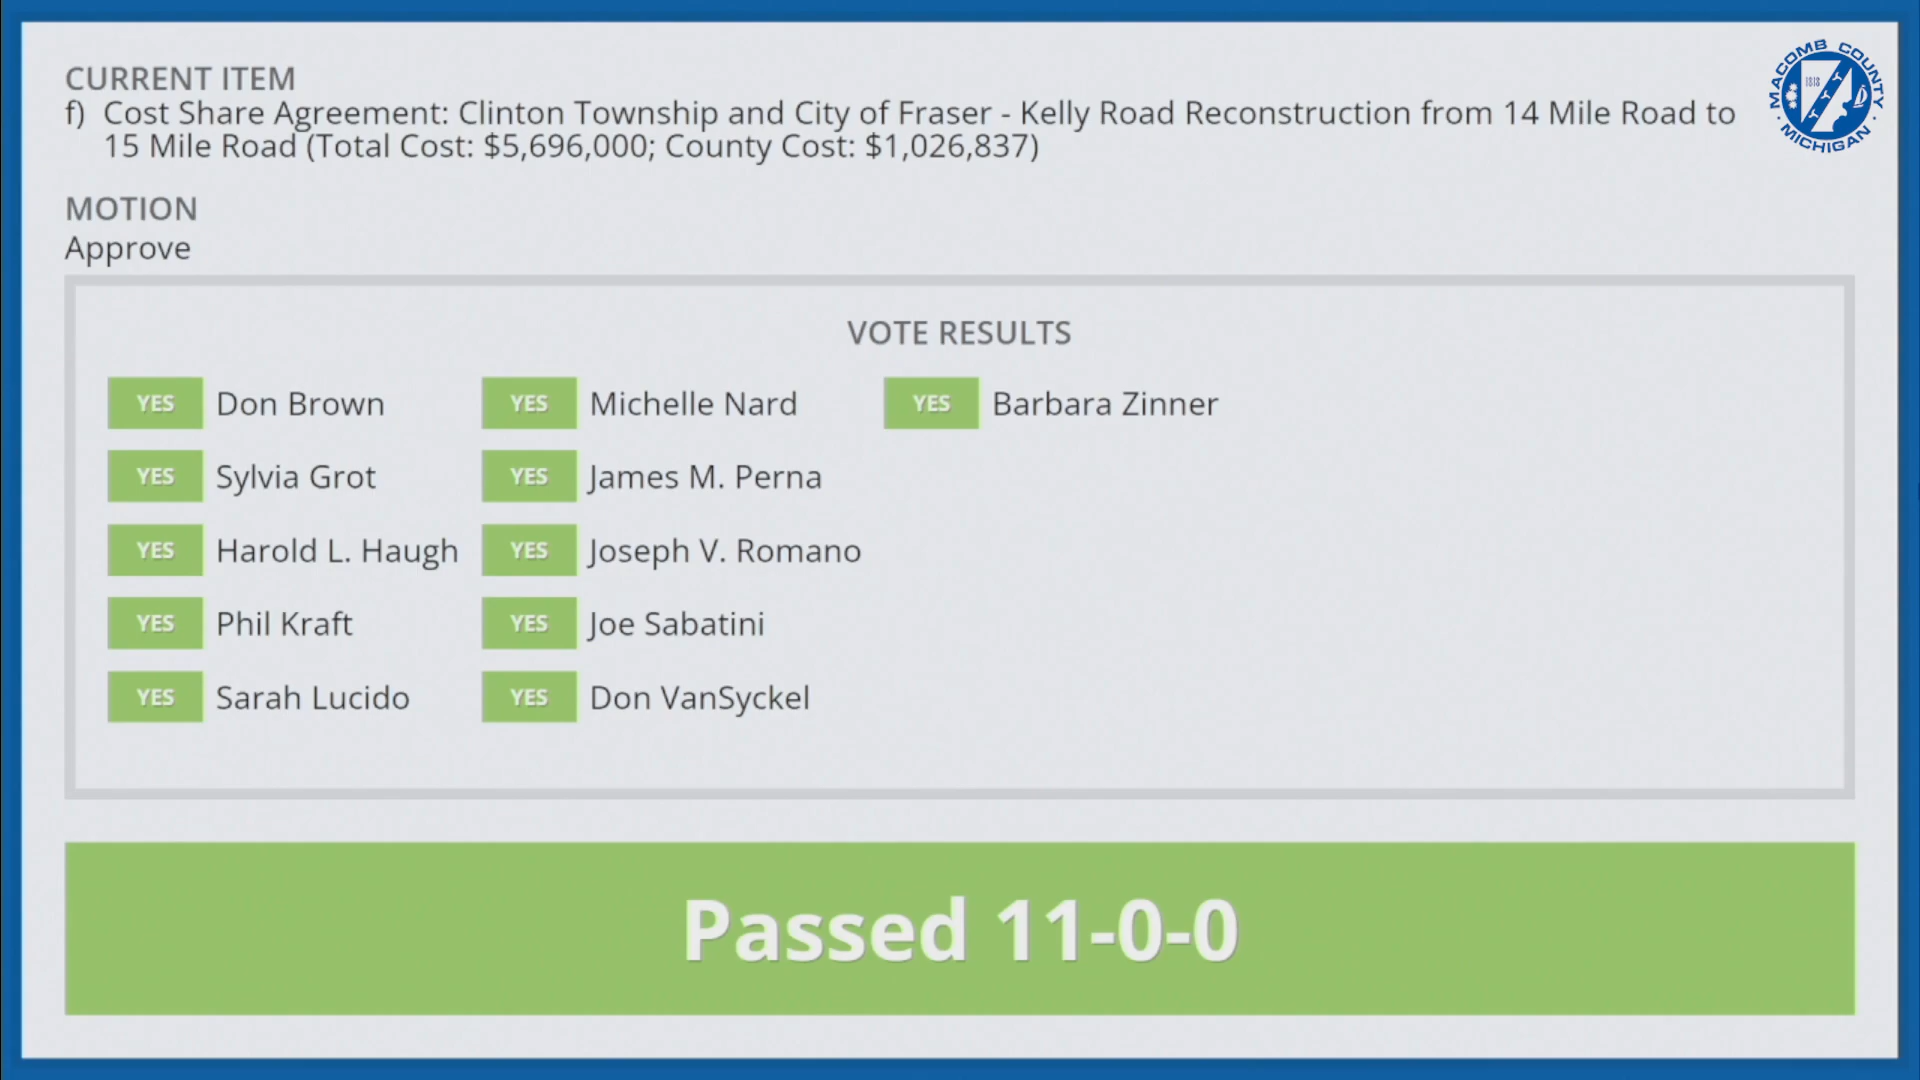 CURRENT ITEM
f) Cost Share Agreement: Clinton Township and City of Fraser - Kelly Road Reconstruction from 14 Mile Road to
15 Mile Road (Total Cost: $5,696,000; County Cost: $1,026,837)
MACOMB COUNTY
1818
MICHIGAN
MOTION
Approve
VOTE RESULTS
YES Don Brown
YES Sylvia Grot
YES Harold L. Haugh
YES Phil Kraft
YES Sarah Lucido
YES Michelle Nard
YES James M. Perna
YES Joseph V. Romano
YES Joe Sabatini
YES Don VanSyckel
YES Barbara Zinner
Passed 11-0-0